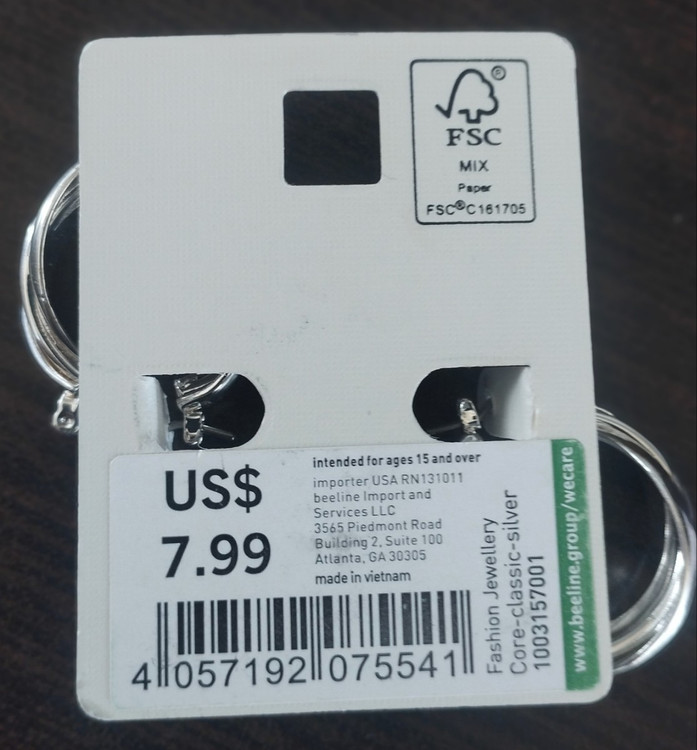 ®
FSC
MIX
Paper
FSC®C161705
US$
7.99
intended for ages 15 and over
importer USA RN131011
beeline Import and
Services LLC
3565 Piedmont Road
Building 2, Suite 100
Atlanta, GA 30305
made in vietnam
4 057192 075541
Fashion Jewellery
Core-classic-silver
1003157001
www.beeline.group/wecare